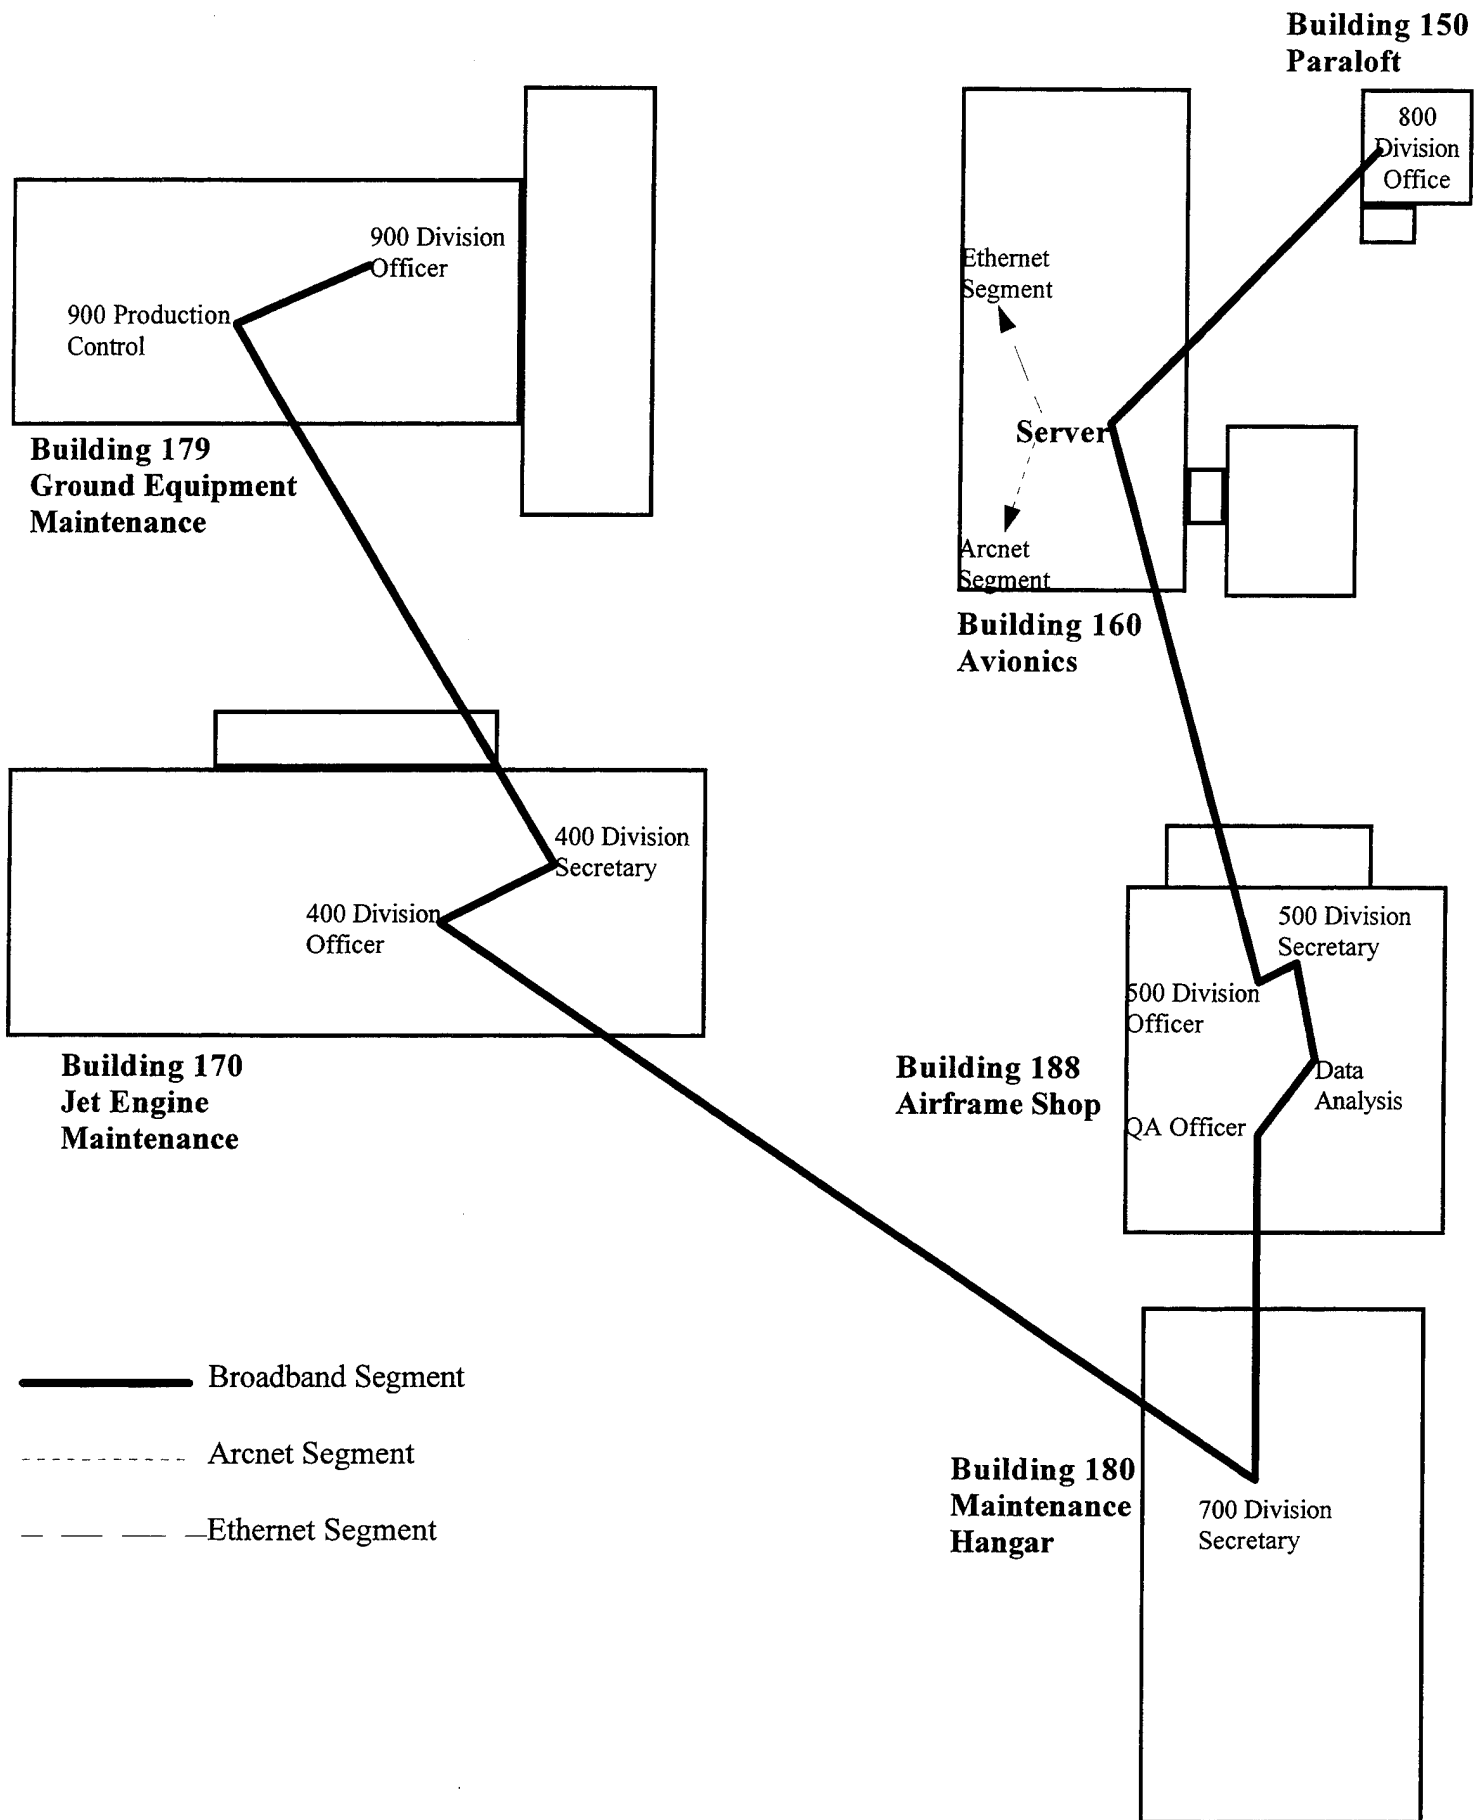 Building 150
Paraloft
800
Division
Office
900 Division
Officer
900 Production
Control
Building 179
Ground Equipment
Maintenance
Ethernet
Segment
Server
Arcnet
Segment
Building 160
Avionics
400 Division
Secretary
400 Division
Officer
Building 170
Jet Engine
Maintenance
500 Division
Secretary
500 Division
Officer
Data
Analysis
QA Officer
Building 188
Airframe Shop
Broadband Segment
Arcnet Segment
Ethernet Segment
Building 180
Maintenance
Hangar
700 Division
Secretary